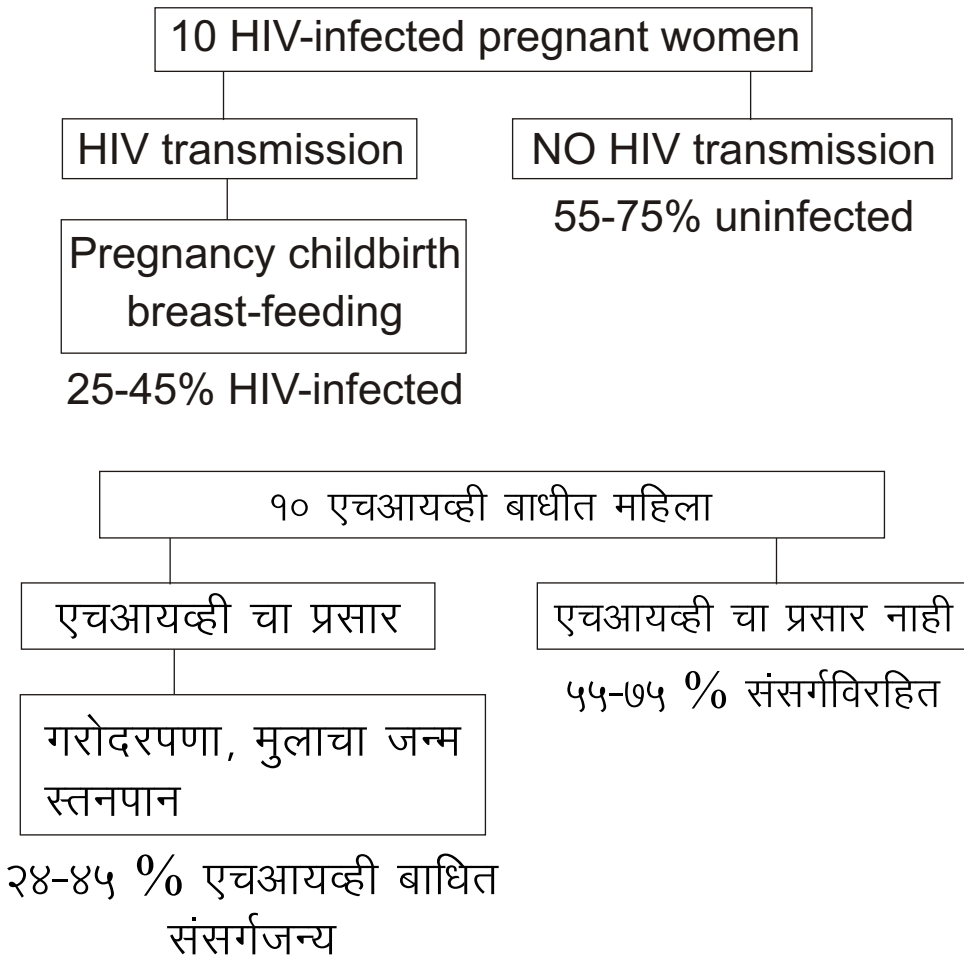 10 HIV-infected pregnant women
HIV transmission
NO HIV transmission
55-75% uninfected
Pregnancy childbirth
breast-feeding
25-45% HIV-infected
१० एचआयव्ही बाधीत महिला
एचआयव्ही चा प्रसार
एचआयव्ही चा प्रसार नाही
५५-७५ % संसर्गविरहित
गरोदरपणा, मुलाचा जन्म
स्तनपान
२४-४५ % एचआयव्ही बाधित
संसर्गजन्य